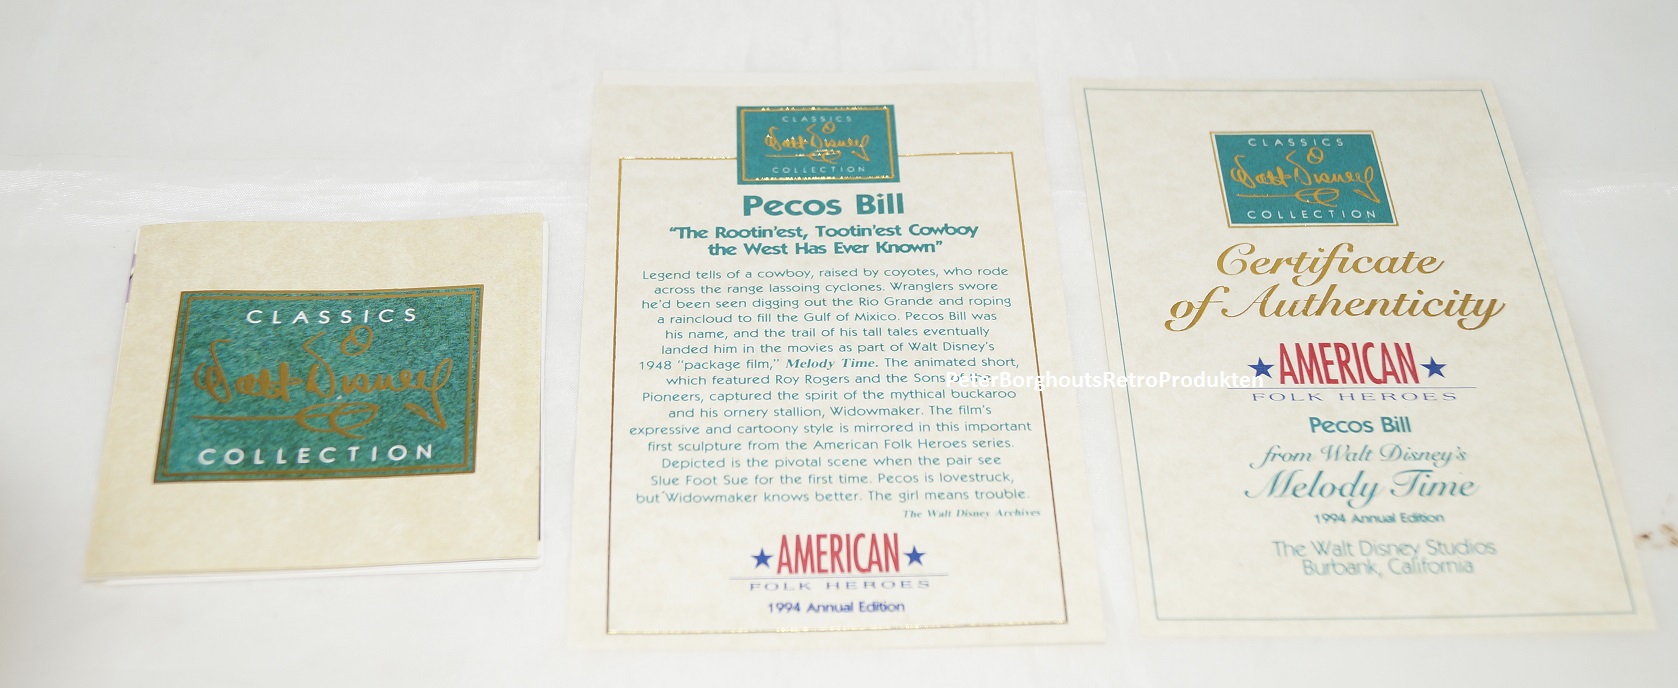 CLASSICS
Walt Disney
COLLECTION
CLASSICS
Walt Disney
COLLECTION
Pecos Bill
"The Rootin'est, Tootin'est Cowboy
the West Has Ever Known"
Legend tells of a cowboy, raised by coyotes, who rode
across the range lassoing cyclones. Wranglers swore
he'd been seen digging out the Rio Grande and roping
a raincloud to fill the Gulf of Mixico. Pecos Bill was
his name, and the trail of his tall tales eventually
landed him in the movies as part of Walt Disney's
1948 "package film," Melody Time. The animated short,
which featured Roy Rogers and the Sons of the
Pioneers, captured the spirit of the mythical buckaroo
and his ornery stallion, Widowmaker. The film's
expressive and cartoony style is mirrored in this important
first sculpture from the American Folk Heroes series.
Depicted is the pivotal scene when the pair see
Slue Foot Sue for the first time. Pecos is lovestruck,
but Widowmaker knows better. The girl means trouble.
The Walt Disney Archives
AMERICAN
FOLK HEROES
1994 Annual Edition
CLASSICS
Walt Disney
COLLECTION
Certificate
of Authenticity
AMERICAN
FOLK HEROES
Pecos Bill
from Walt Disney's
Melody Time
1994 Annual Edition
The Walt Disney Studios
Burbank, California
PeterBorghoutsRetroProdukten